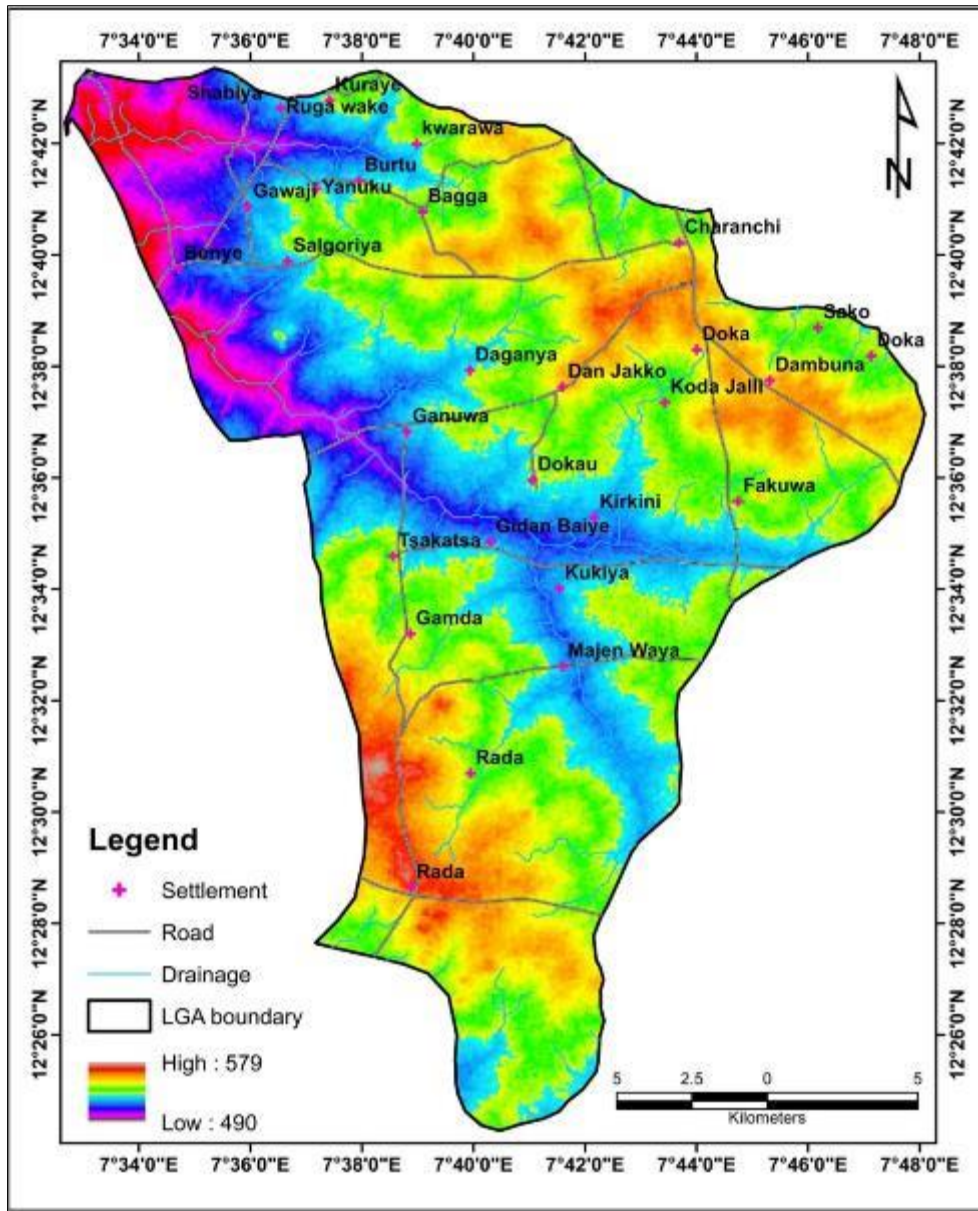 7°34'0"E 7°36'0"E 7°38'0"E 7°40'0"E 7°42'0"E 7°44'0"E 7°46'0"E 7°48'0"E
12°42'0"N
12°40'0"N
12°38'0"N
12°36'0"N
12°34'0"N
12°32'0"N
12°30'0"N
12°28'0"N
12°26'0"N
Kuraye
Shabiya
Ruga wake
kwarawa
Burtu
Gawaji
Yanuku
Bagga
Charanchi
Bunye
Salgoriya
Sako
Doka
Doka
Daganya
Dan Jakko
Dambuna
Koda Jalll
Ganuwa
Dokau
Fakuwa
Kirkini
Gidan Baiye
Tsakatsa
Kukiya
Gamda
Majen Waya
Rada
Rada
N
12°42'0"N
12°40'0"N
12°38'0"N
12°36'0"N
12°34'0"N
12°32'0"N
12°30'0"N
12°28'0"N
12°26'0"N
Legend
Settlement
Road
Drainage
LGA boundary
High : 579
Low : 490
5 2.5 0 5
Kilometers
7°34'0"E 7°36'0"E 7°38'0"E 7°40'0"E 7°42'0"E 7°44'0"E 7°46'0"E 7°48'0"E